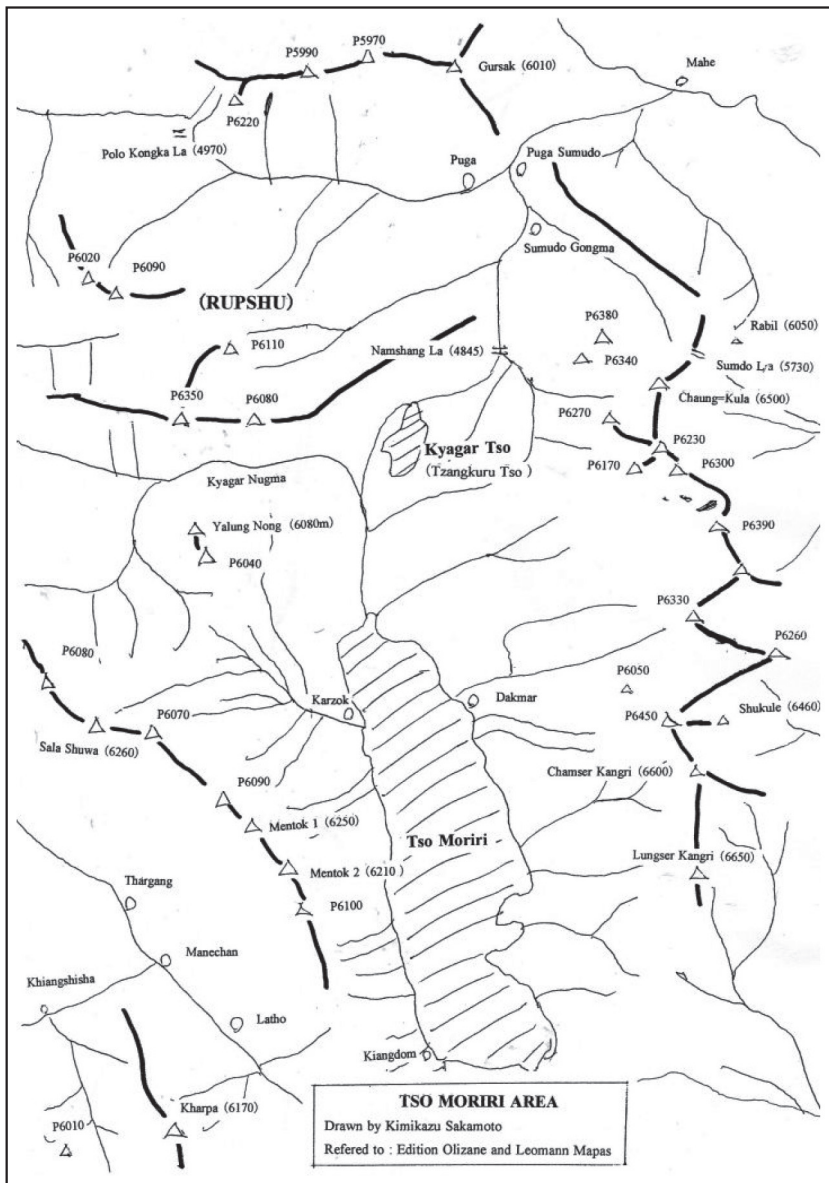 P5990
P5970
Gursak (6010)
Mahe
P6220
Polo Kongka La (4970)
Puga
Puga Sumudo
Sumudo Gongma
P6020
P6090
(RUPSHU)
P6380
Rabil (6050)
P6110
Namshang La (4845)
P6340
Sumdo La (5730)
P6350
P6080
Chaung=Kula (6500)
P6270
Kyagar Tso
(Tzangkuru Tso )
P6230
P6170
P6300
Kyagar Nugma
Yalung Nong (6080m)
P6390
P6040
P6330
P6260
P6080
P6050
P6070
Karzok
Dakmar
Shukule (6460)
P6450
Sala Shuwa (6260)
Chamser Kangri (6600)
P6090
Mentok 1 (6250)
Tso Moriri
Lungser Kangri (6650)
Mentok 2 (6210 )
Thargang
P6100
Manechan
Khiangshisha
Latho
Kiangdom
Kharpa (6170)
P6010
TSO MORIRI AREA
Drawn by Kimikazu Sakamoto
Refered to : Edition Olizane and Leomann Mapas